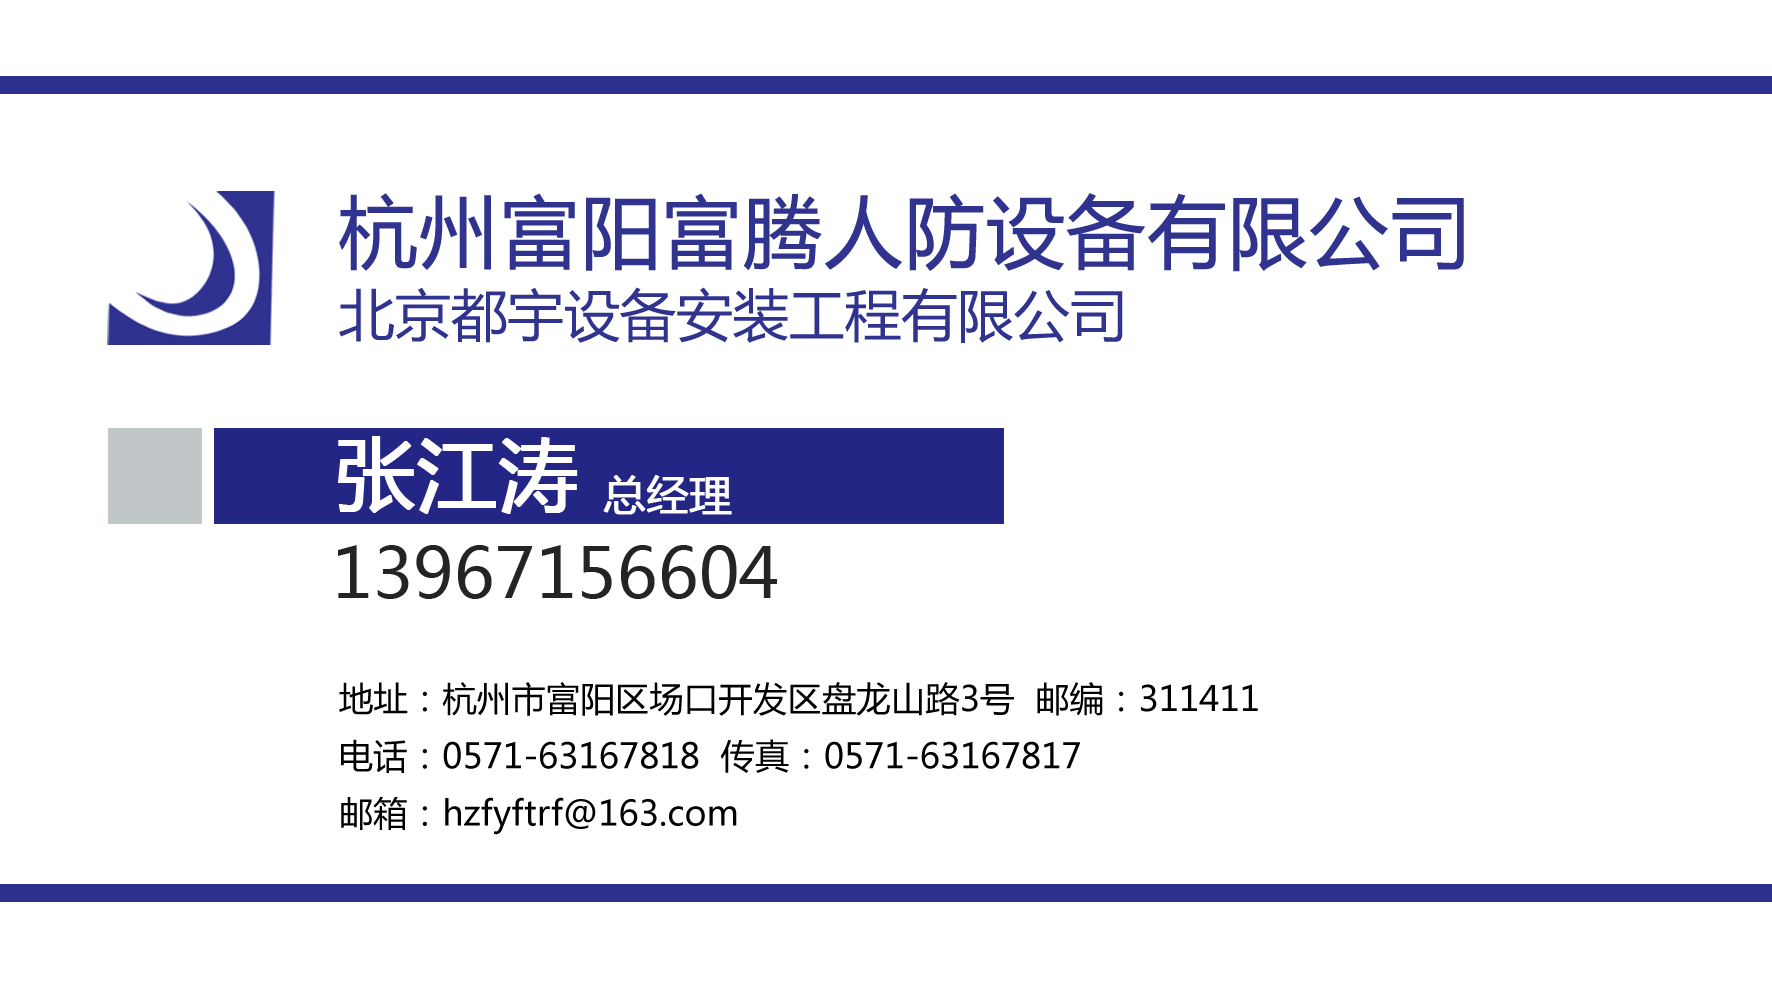 杭州富阳富腾人防设备有限公司
北京都宇设备安装工程有限公司
张江涛 总经理
13967156604
地址：杭州市富阳区场口开发区盘龙山路3号 邮编：311411
电话：0571-63167818 传真：0571-63167817
邮箱：hzfyftrf@163.com